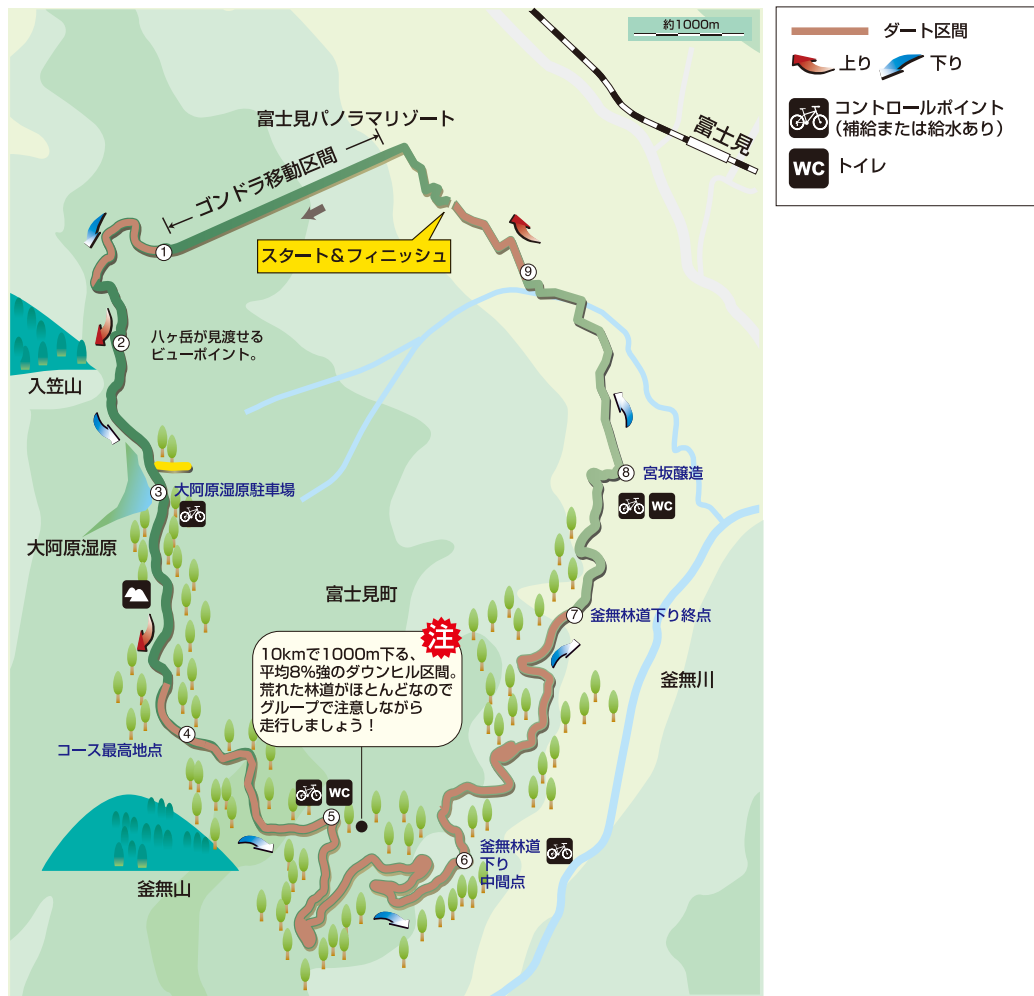 約1000m
富士見
富士見パノラマリゾート
ゴンドラ移動区間
スタート&フィニッシュ
1
9
2
八ヶ岳が見渡せる
ビューポイント。
入笠山
8
宮坂醸造
WC
3
大阿原湿原駐車場
大阿原湿原
富士見町
7
釜無林道下り終点
注
10kmで1000m下る、
平均8%強のダウンヒル区間。
荒れた林道がほとんどなので
グループで注意しながら
走行しましょう！
釜無川
4
コース最高地点
WC
5
釜無林道
下り
中間点
6
釜無山
ダート区間
上り
下り
コントロールポイント
（補給または給水あり）
WC
トイレ